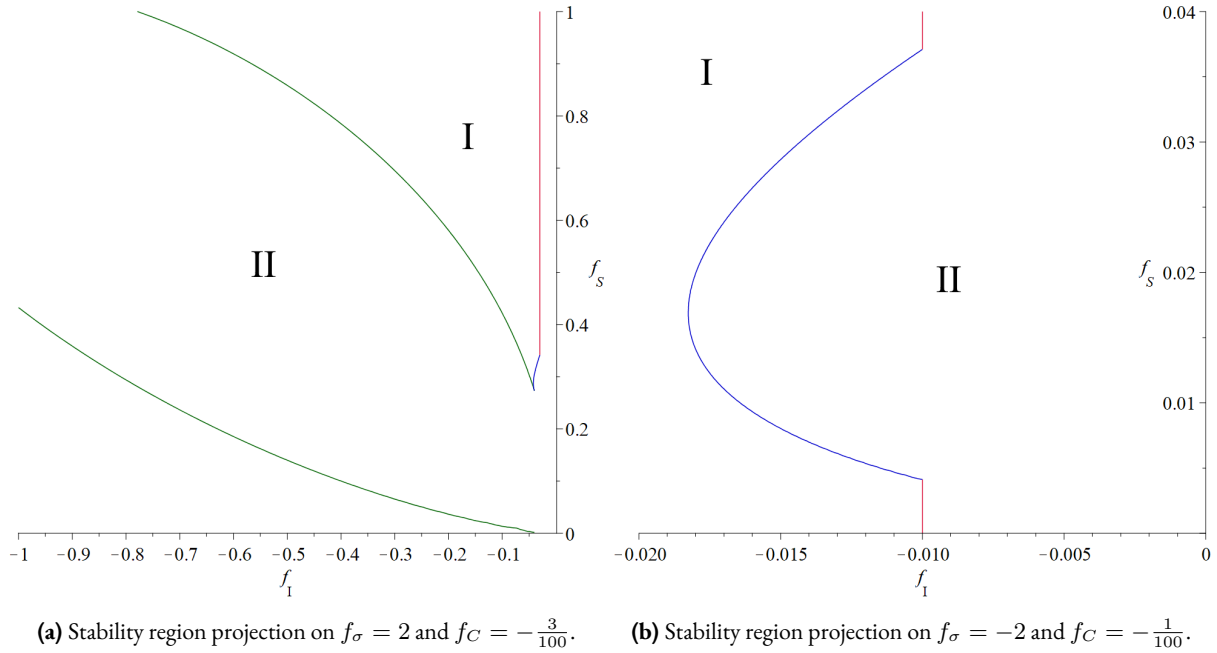 I
II
1
0.8
0.6
f_S
0.4
0.2
0
−1 −0.9 −0.8 −0.7 −0.6 −0.5 −0.4 −0.3 −0.2 −0.1
f_I
I
II
0.04
0.03
f_S 0.02
0.01
−0.020 −0.015 −0.010 −0.005 0
f_I
(a) Stability region projection on f_σ = 2 and f_C = −3/100.
(b) Stability region projection on f_σ = −2 and f_C = −1/100.